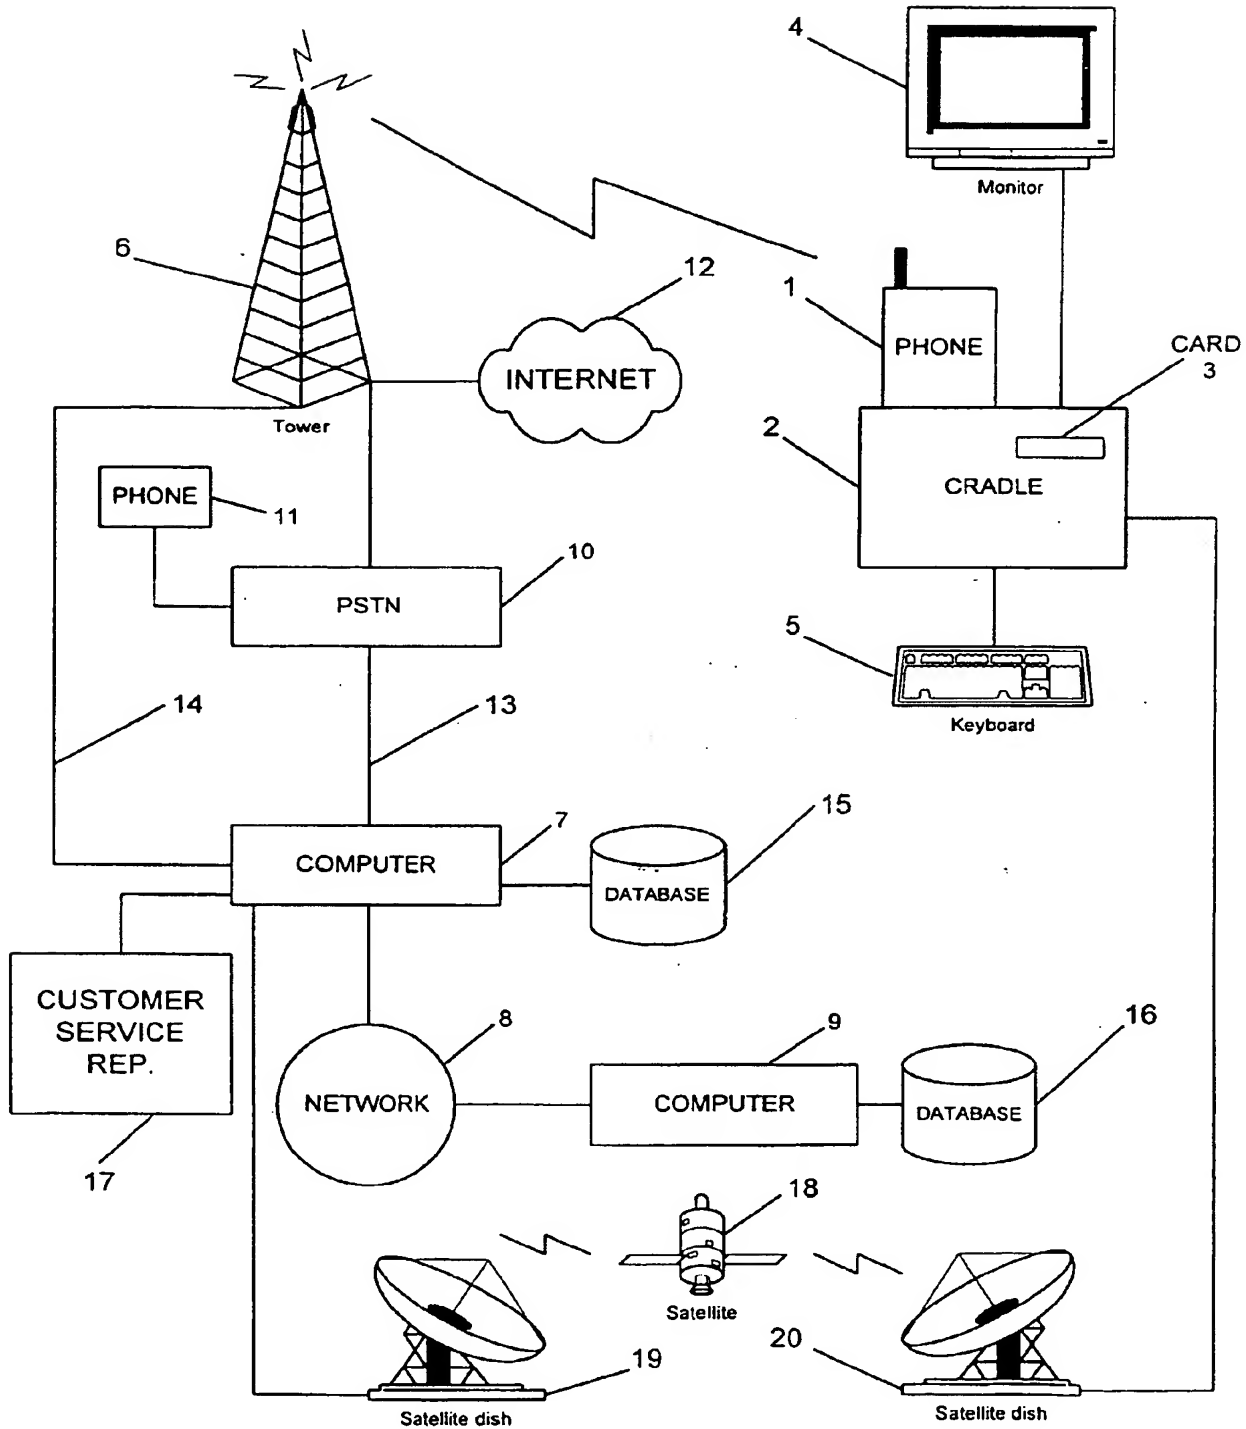 4
Monitor
6
12
1
PHONE
CARD
3
INTERNET
Tower
2
CRADLE
PHONE
11
10
PSTN
5
Keyboard
14
13
7
15
COMPUTER
DATABASE
CUSTOMER
SERVICE
REP.
8
9
16
NETWORK
COMPUTER
DATABASE
17
18
Satellite
19
20
Satellite dish
Satellite dish